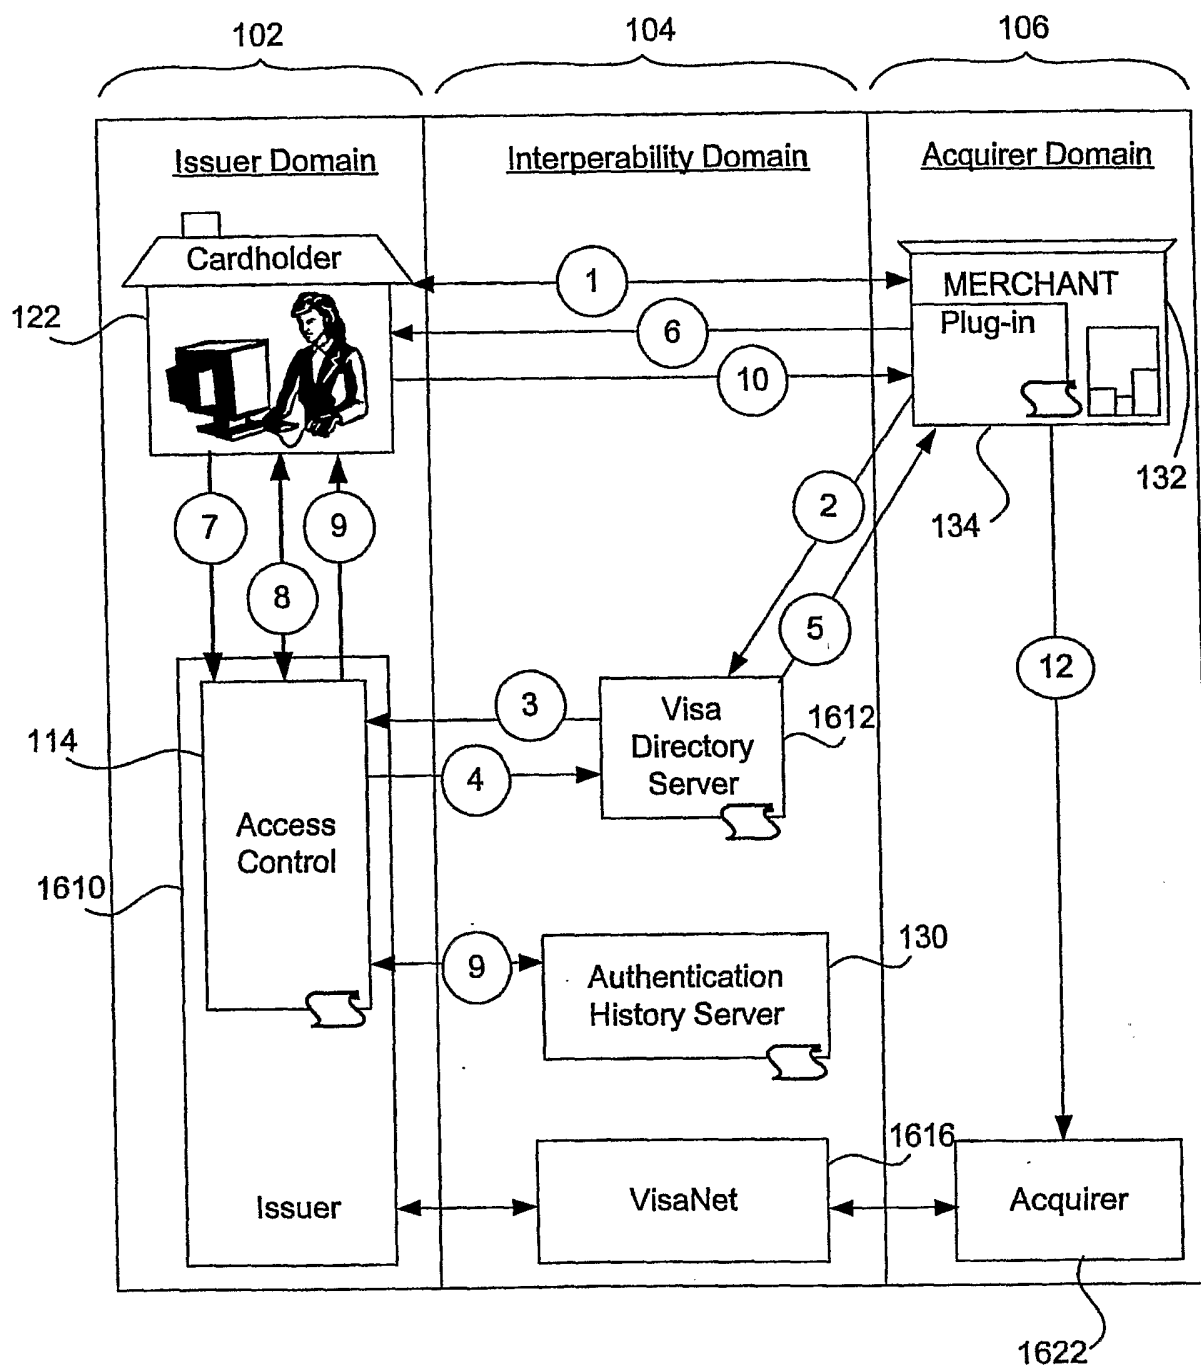 102
104
106
Issuer Domain
Interperability Domain
Acquirer Domain
Cardholder
1
MERCHANT
Plug-in
122
6
10
132
134
2
7
9
8
5
12
3
Visa
Directory
Server
1612
114
4
Access
Control
1610
9
Authentication
History Server
130
1616
Issuer
VisaNet
Acquirer
1622